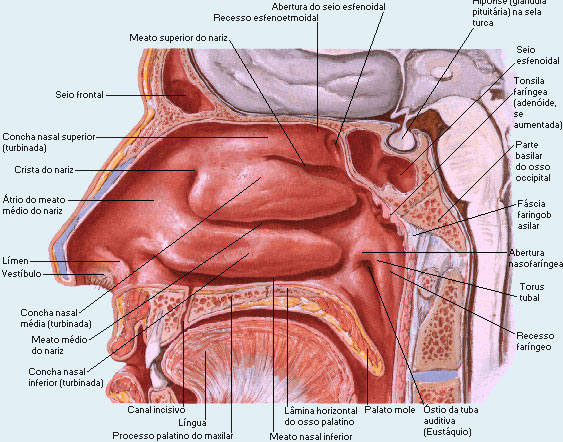 Abertura do seio esfenoidal
Recesso esfenoetmoidal
Meato superior do nariz
Hipófise (glândula
pituitária) na sela
turca
Seio
esfenoidal
Tonsila
faríngea
(adenóide,
se
aumentada)
Parte
basilar
do osso
occipital
Fáscia
faringob
asilar
Abertura
nasofaríngea
Torus
tubal
Recesso
faríngeo
Seio frontal
Concha nasal superior
(turbinada)
Crista do nariz
Átrio do meato
médio do nariz
Límen
Vestíbulo
Concha nasal
média (turbinada)
Meato médio
do nariz
Concha nasal
inferior (turbinada)
Canal incisivo
Língua
Processo palatino do maxilar
Lâmina horizontal
do osso palatino
Meato nasal inferior
Palato mole
Óstio da tuba
auditiva
(Eustáquio)